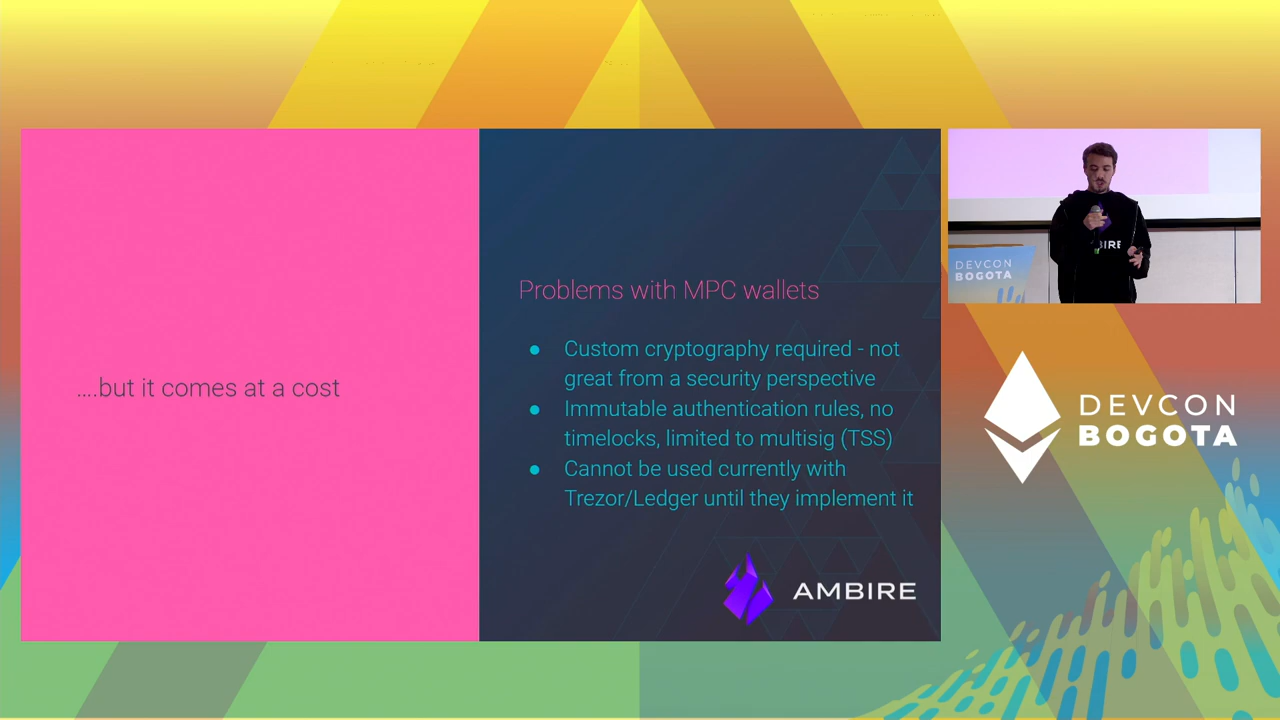 ....but it comes at a cost
Problems with MPC wallets
● Custom cryptography required - not
great from a security perspective
● Immutable authentication rules, no
timelocks, limited to multisig (TSS)
● Cannot be used currently with
Trezor/Ledger until they implement it
AMBIRE
DEVCON
BOGOTA
DEVCON
BOGOTA